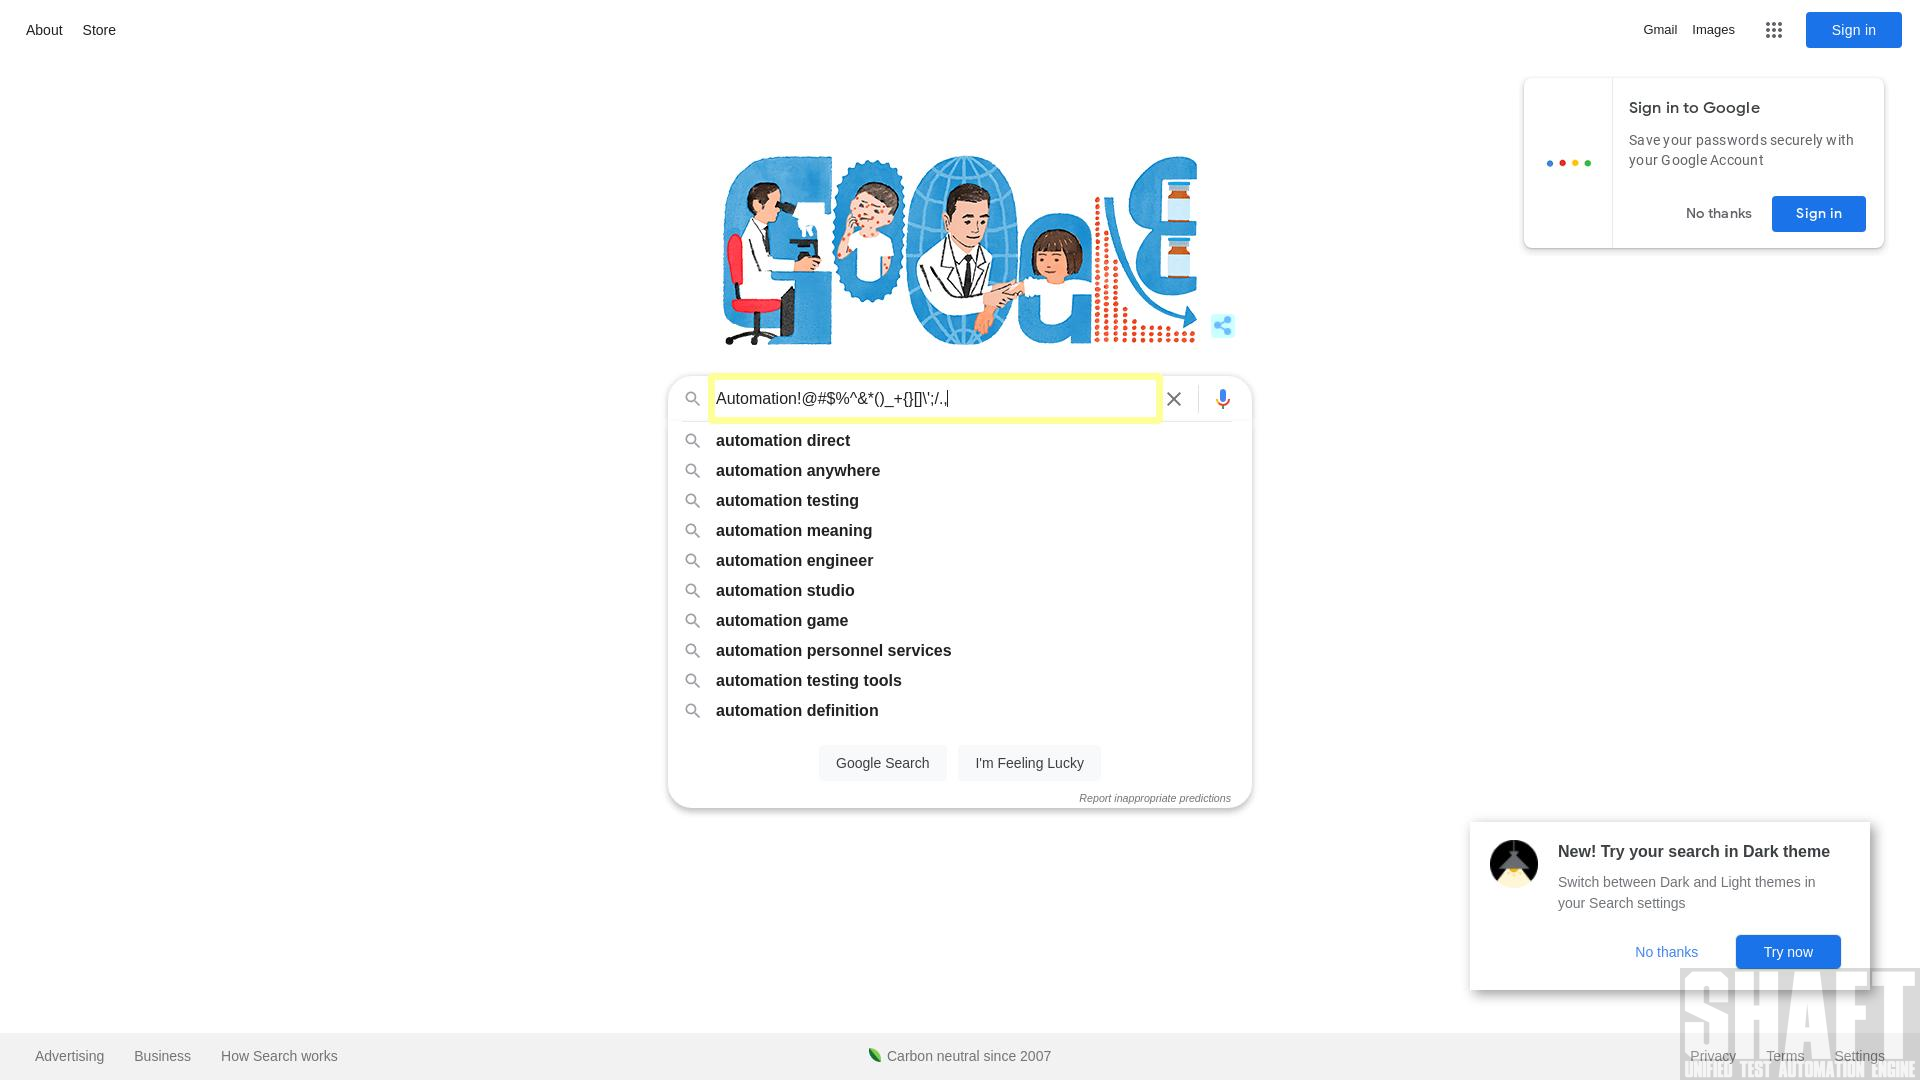 About Store
Gmail Images Sign in
Sign in to Google
Save your passwords securely with
your Google Account
No thanks Sign in
Google
Automation!@#$%^&*()_+{}[]\';/.,
automation direct
automation anywhere
automation testing
automation meaning
automation engineer
automation studio
automation game
automation personnel services
automation testing tools
automation definition
Google Search I'm Feeling Lucky
Report inappropriate predictions
New! Try your search in Dark theme
Switch between Dark and Light themes in
your Search settings
No thanks Try now
SHAFT
UNIFIED TEST AUTOMATION ENGINE
Advertising Business How Search works
Carbon neutral since 2007
Privacy Terms Settings